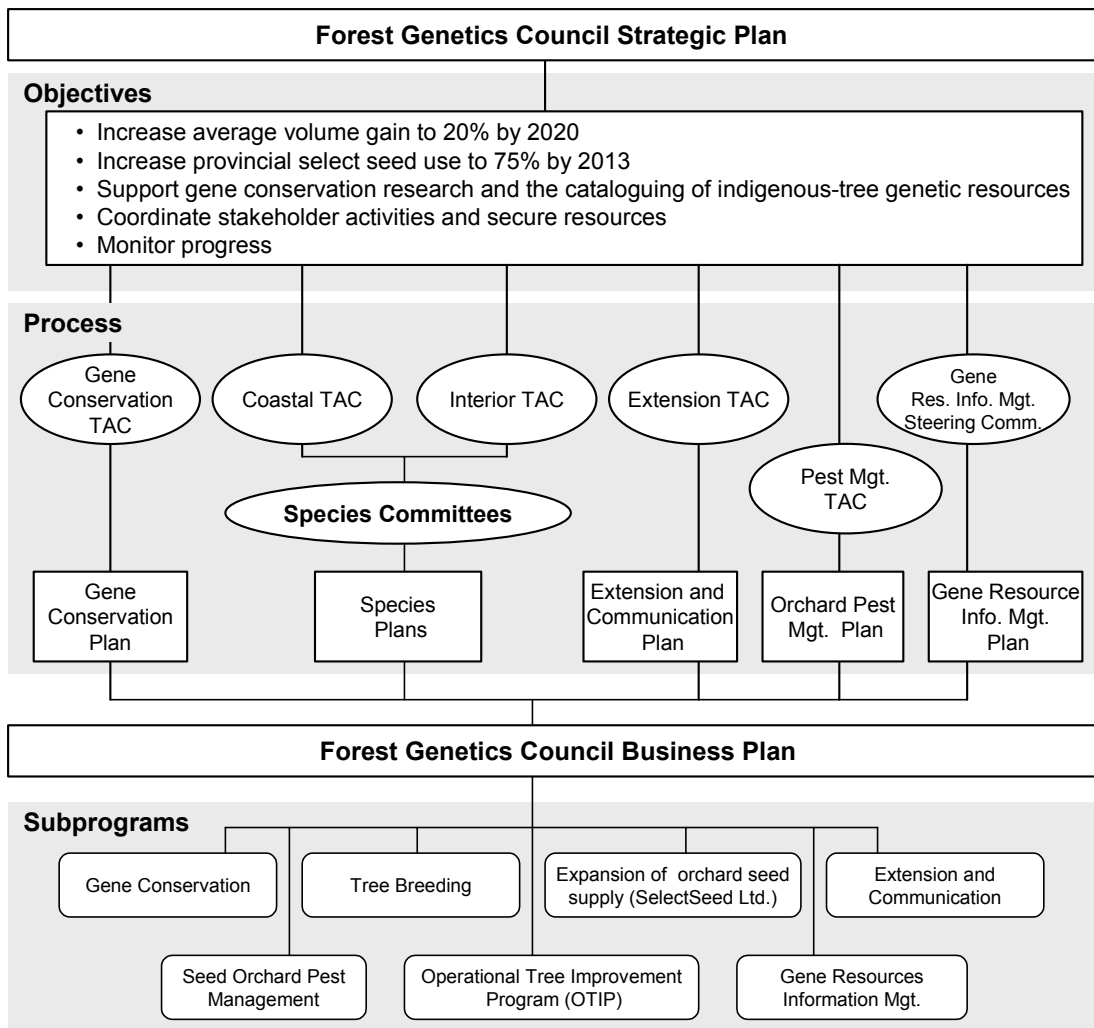 Forest Genetics Council Strategic Plan
Objectives
• Increase average volume gain to 20% by 2020
• Increase provincial select seed use to 75% by 2013
• Support gene conservation research and the cataloguing of indigenous-tree genetic resources
• Coordinate stakeholder activities and secure resources
• Monitor progress
Process
Gene
Conservation
TAC
Coastal TAC
Interior TAC
Extension TAC
Gene
Res. Info. Mgt.
Steering Comm.
Pest Mgt.
TAC
Species Committees
Gene
Conservation
Plan
Species
Plans
Extension and
Communication
Plan
Orchard Pest
Mgt. Plan
Gene Resource
Info. Mgt.
Plan
Forest Genetics Council Business Plan
Subprograms
Gene Conservation
Tree Breeding
Expansion of orchard seed
supply (SelectSeed Ltd.)
Extension and
Communication
Seed Orchard Pest
Management
Operational Tree Improvement
Program (OTIP)
Gene Resources
Information Mgt.